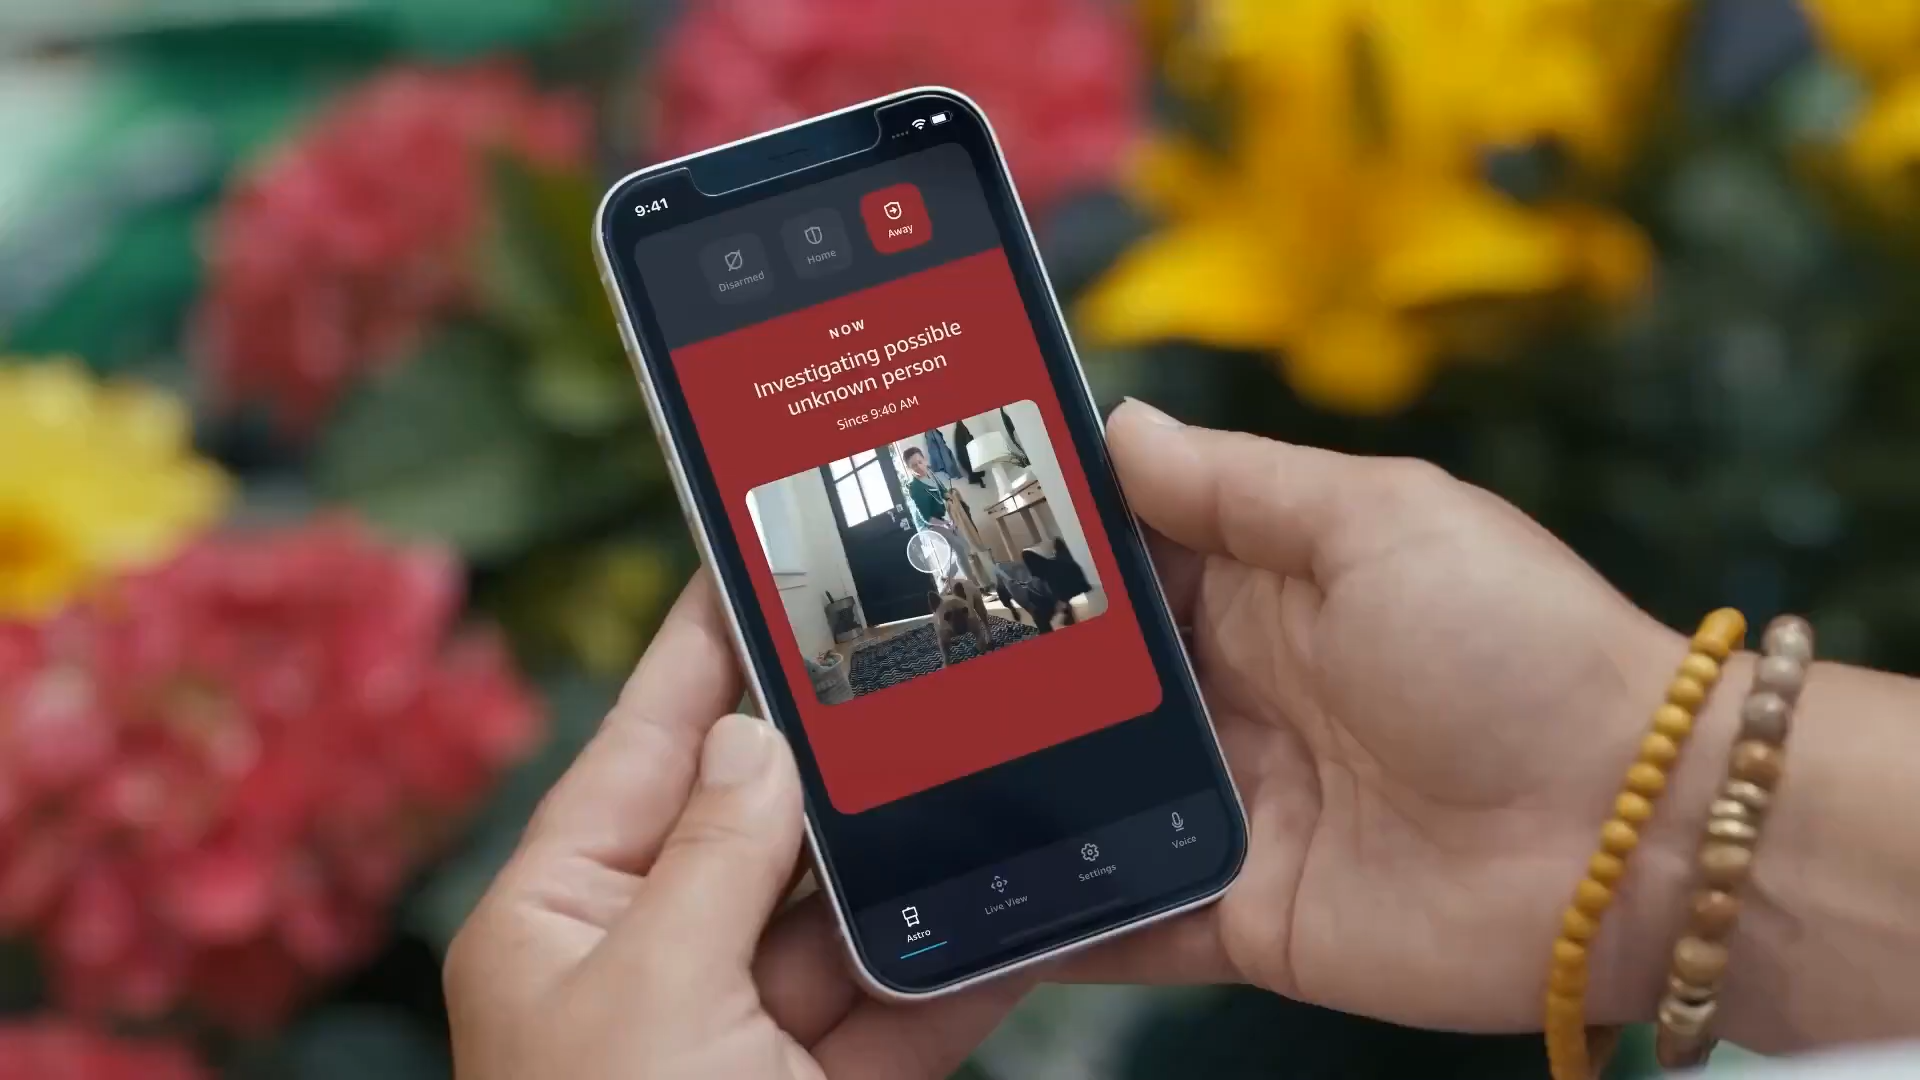 9:41
Disarmed
Home
Away
NOW
Investigating possible
unknown person
Since 9:40 AM
Astro
Live View
Settings
Voice